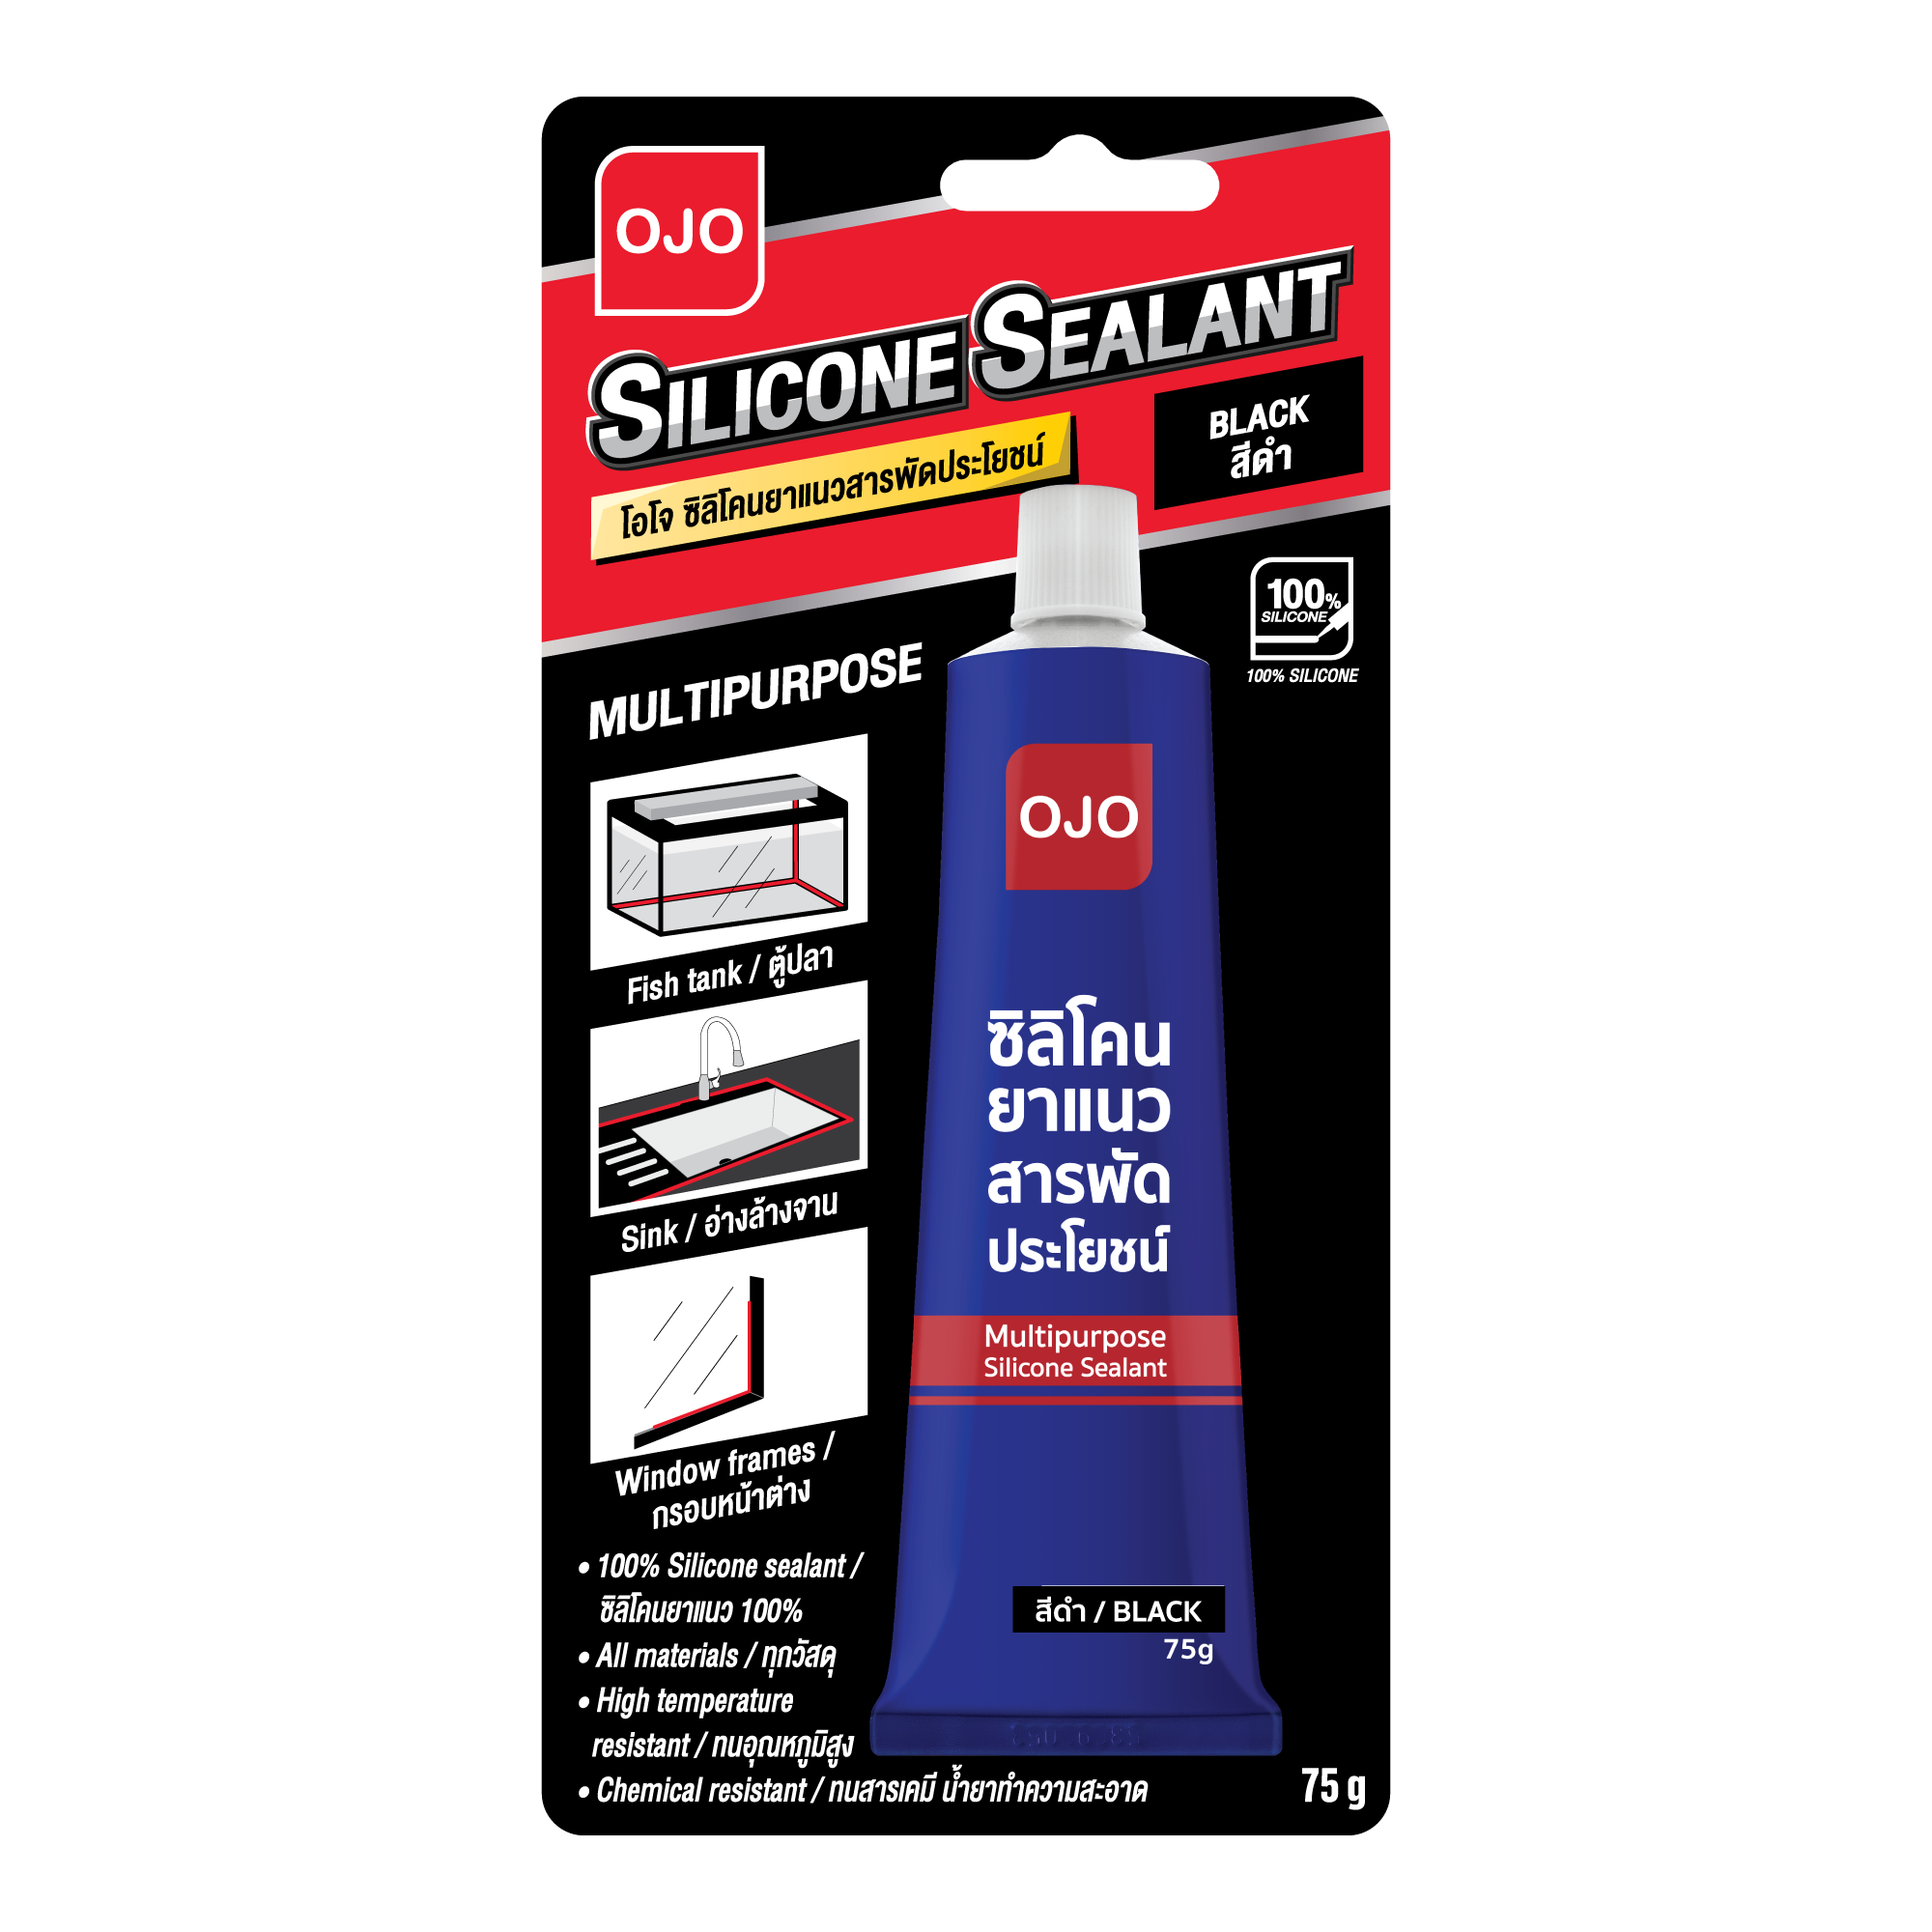 OJO
SILICONE SEALANT
โอโจ ซิลิโคนยาแนวสารพัดประโยชน์
BLACK
สีดำ
100%
SILICONE
100% SILICONE
MULTIPURPOSE
Fish tank / ตู้ปลา
Sink / อ่างล้างจาน
Window frames /
กรอบหน้าต่าง
• 100% Silicone sealant /
ซิลิโคนยาแนว 100%
• All materials / ทุกวัสดุ
• High temperature
resistant / ทนอุณหภูมิสูง
• Chemical resistant / ทนสารเคมี น้ำยาทำความสะอาด
OJO
ซิลิโคน
ยาแนว
สารพัด
ประโยชน์
Multipurpose
Silicone Sealant
สีดำ / BLACK
75g
75 g